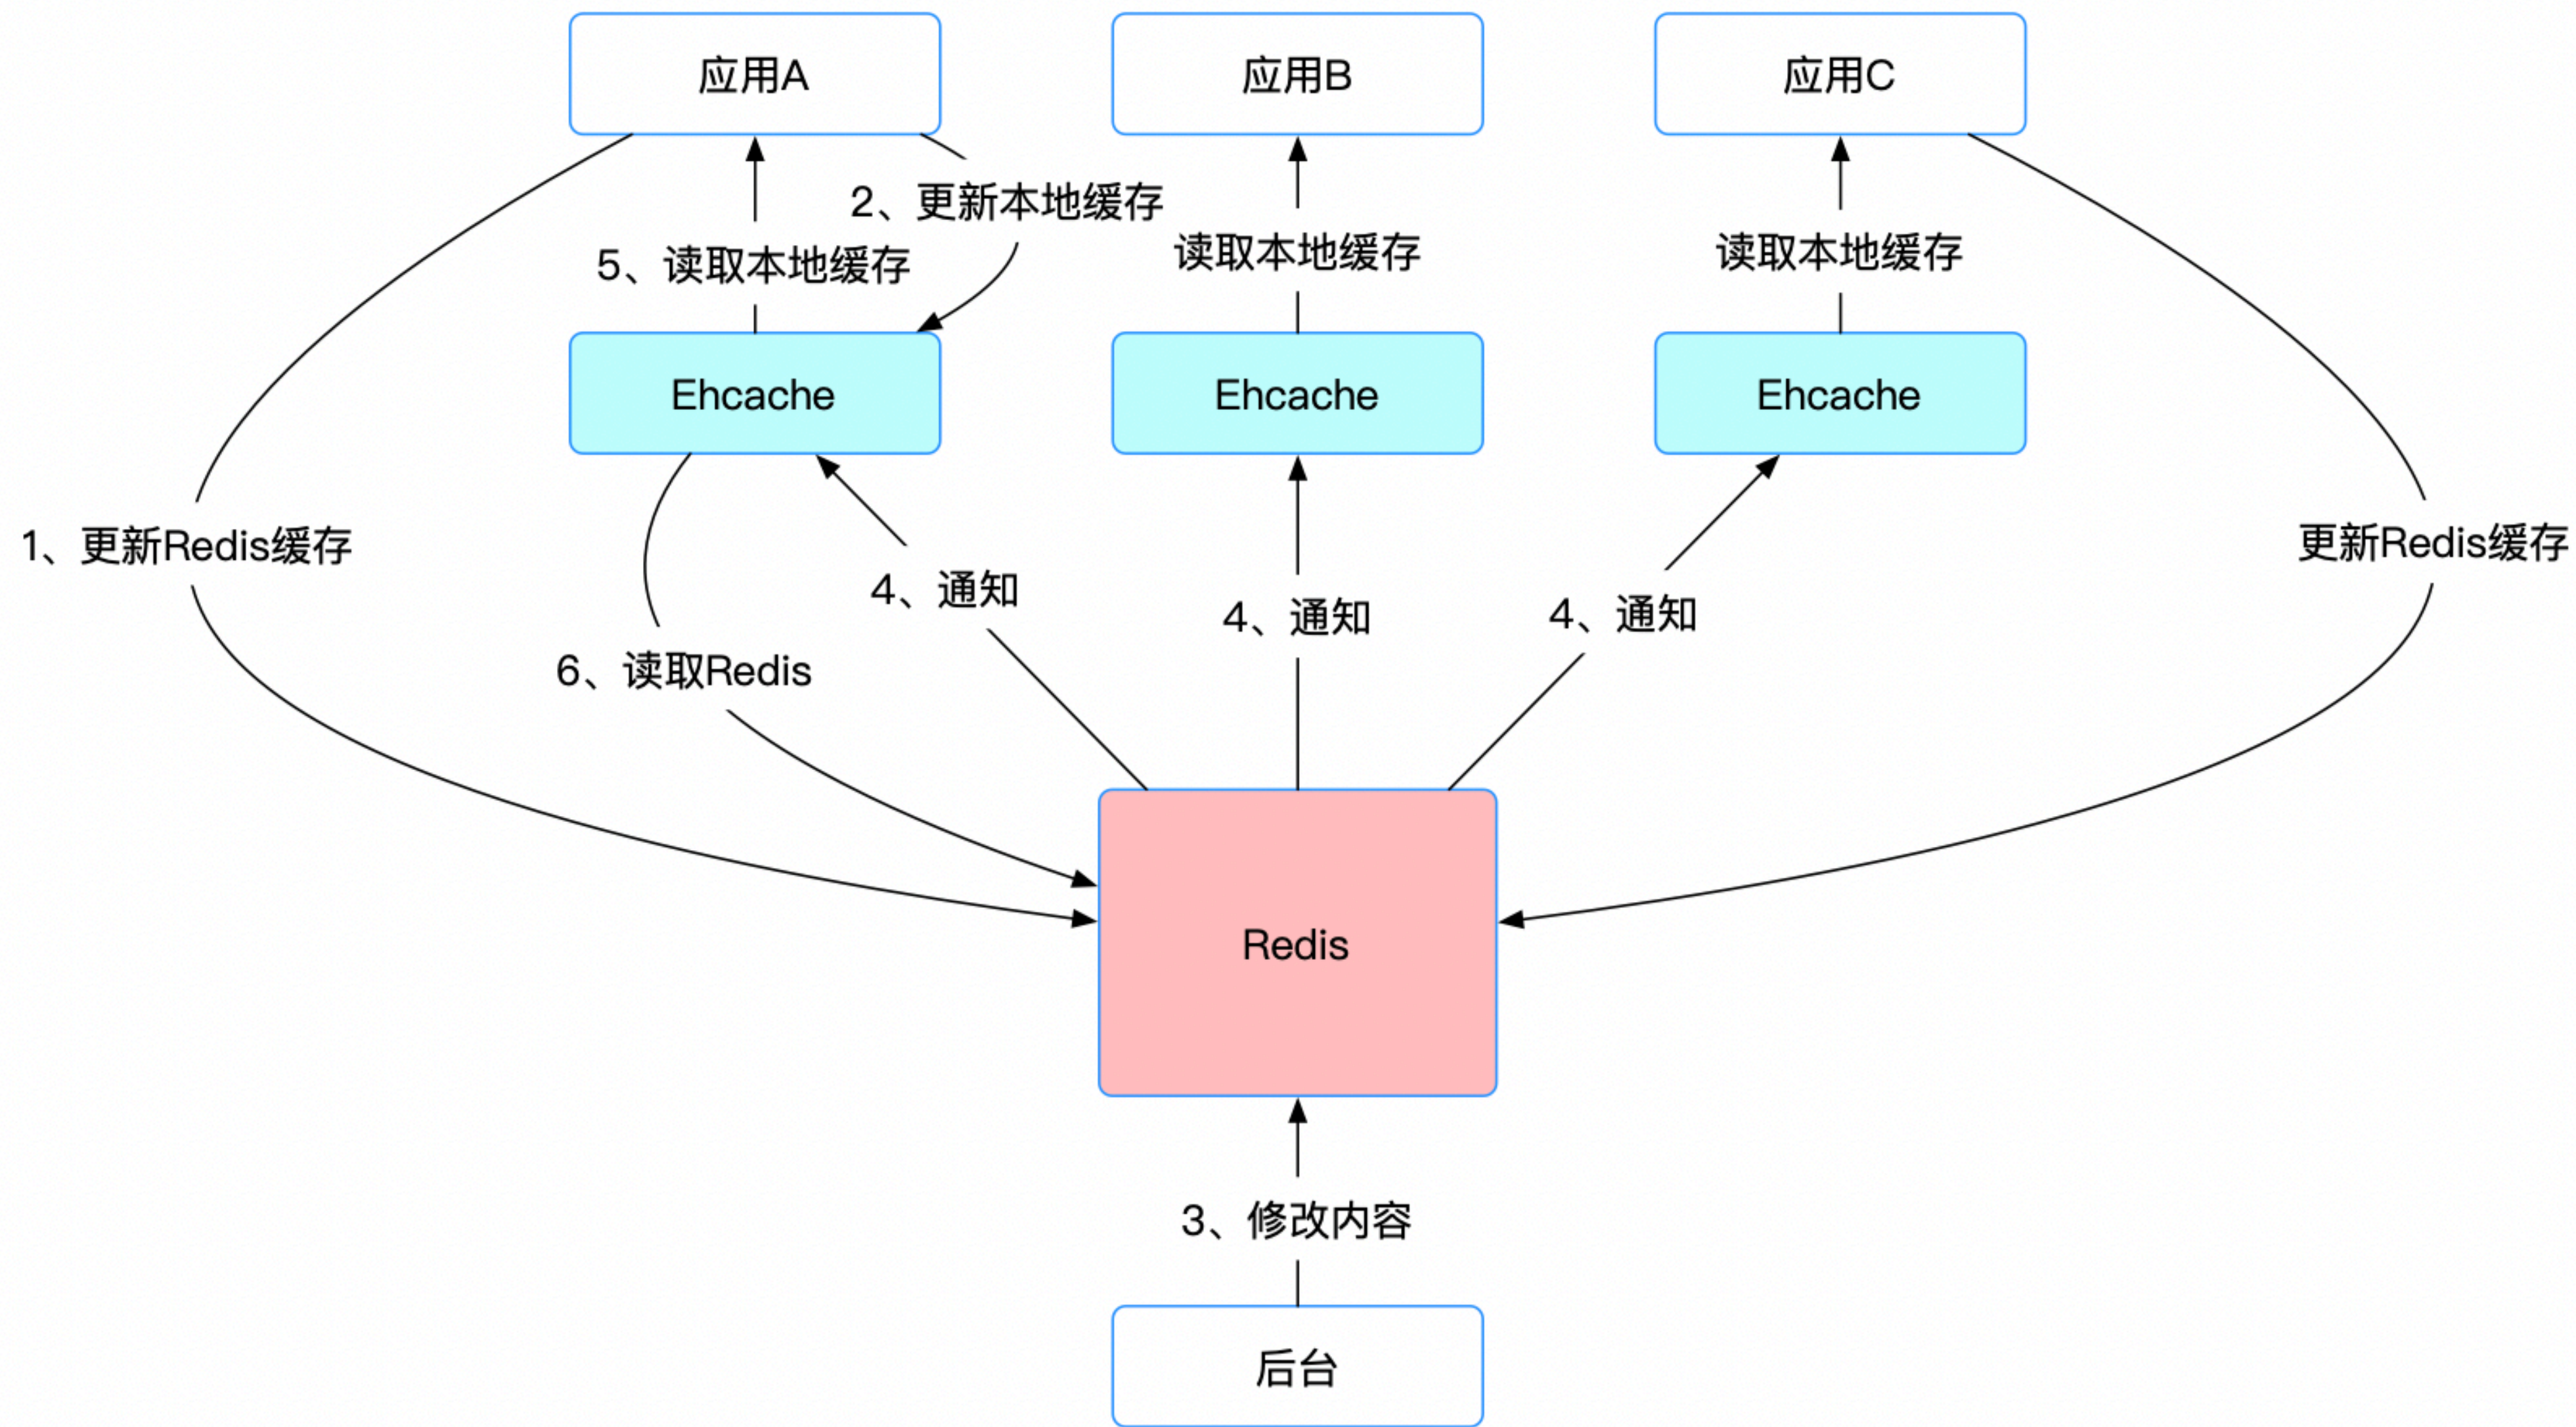 应用A
应用B
应用C
2、更新本地缓存
5、读取本地缓存
读取本地缓存
读取本地缓存
Ehcache
Ehcache
Ehcache
1、更新Redis缓存
更新Redis缓存
4、通知
4、通知
4、通知
6、读取Redis
Redis
3、修改内容
后台